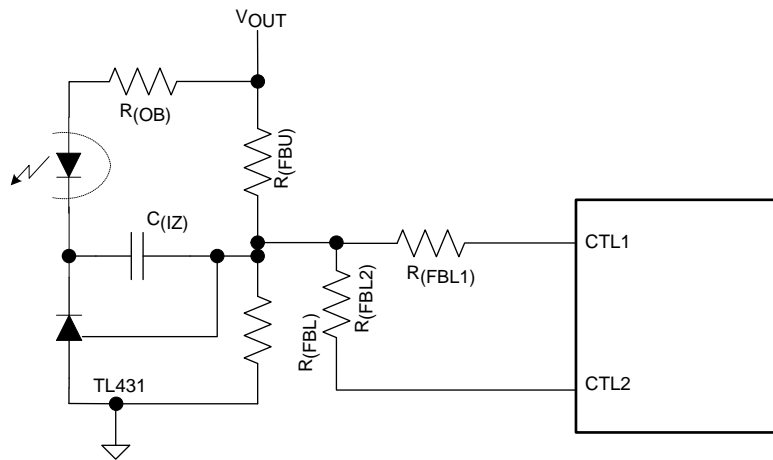 VOUT
R(OB)
R(FBU)
C(IZ)
CTL1
R(FBL1)
R(FBL2)
R(FBL)
TL431
CTL2